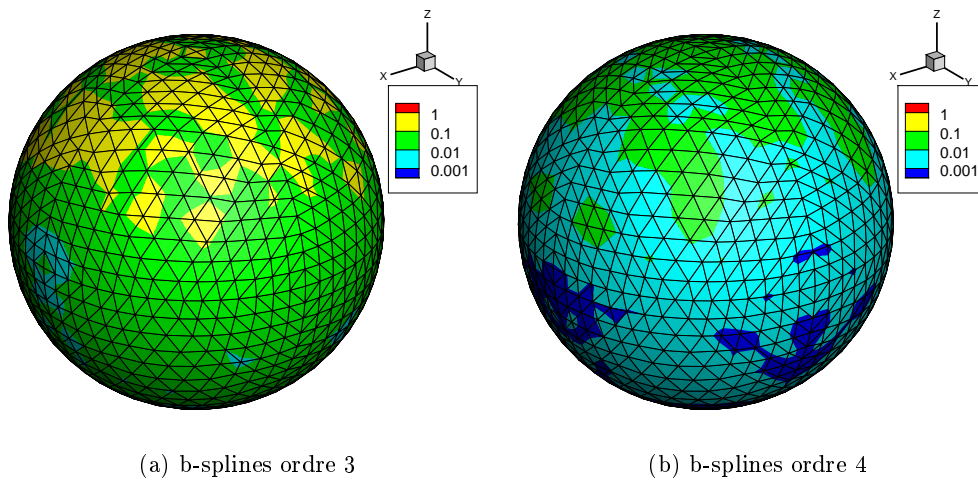 Z
X
Y
1
0.1
0.01
0.001
Z
X
Y
1
0.1
0.01
0.001
(a) b-splines ordre 3
(b) b-splines ordre 4